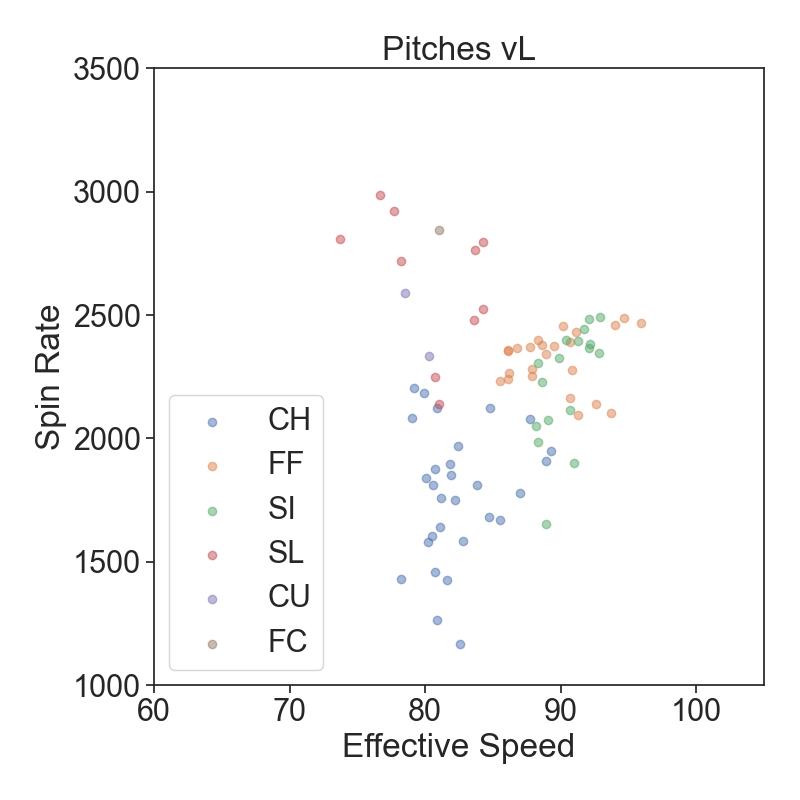 Pitches vL
3500
3000
2500
2000
1500
1000
Spin Rate
CH
FF
SI
SL
CU
FC
60 70 80 90 100
Effective Speed